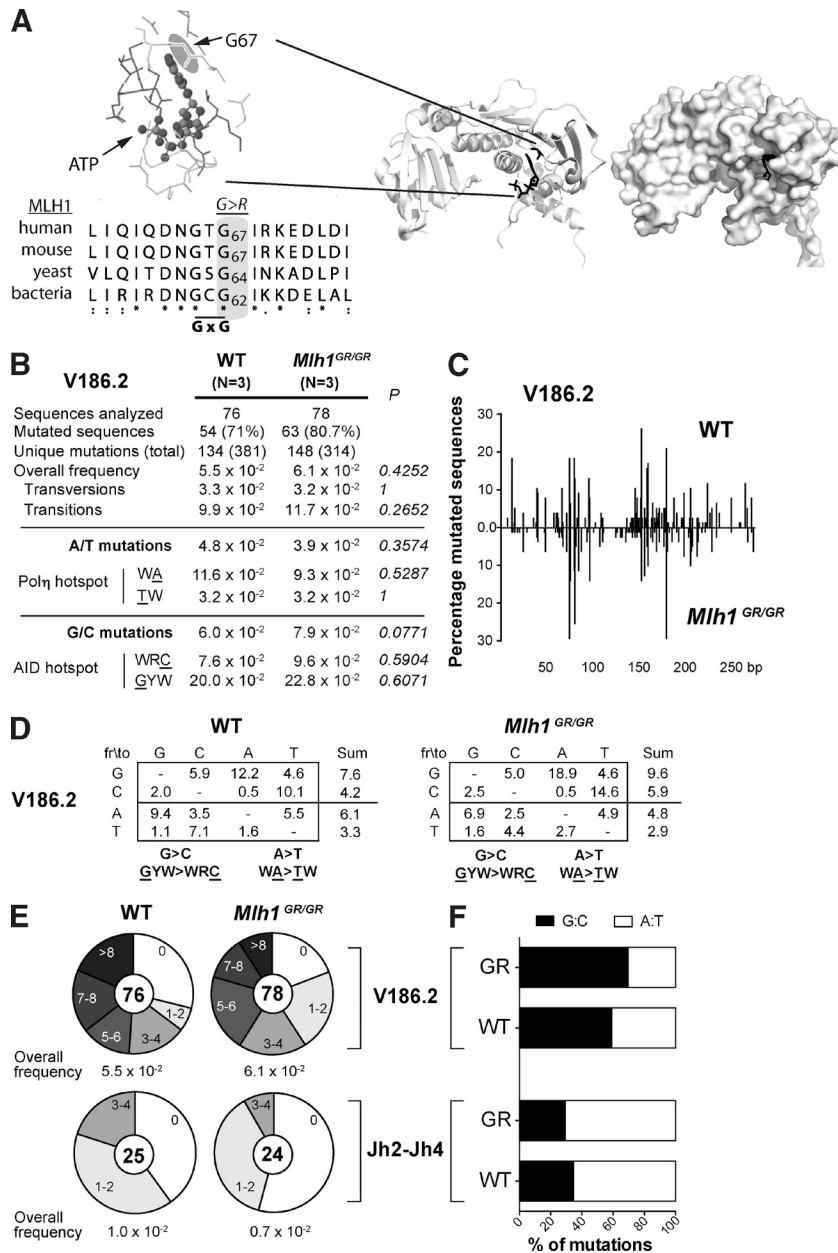 A
G67
ATP
MLH1 G>R
human L I Q I Q D N G T G67 I R K E D L D I
mouse L I Q I Q D N G T G67 I R K E D L D I
yeast V L Q I T D N G S G64 I N K A D L P I
bacteria L I R I R D N G C G62 I K K D E L A L
: : : * * * * * * . * : * :
G x G
B
V186.2
WT Mlh1 GR/GR P
(N=3) (N=3)
Sequences analyzed 76 78
Mutated sequences 54 (71%) 63 (80.7%)
Unique mutations (total) 134 (381) 148 (314)
Overall frequency 5.5 x 10-2 6.1 x 10-2 0.4252
Transversions 3.3 x 10-2 3.2 x 10-2 1
Transitions 9.9 x 10-2 11.7 x 10-2 0.2652
A/T mutations 4.8 x 10-2 3.9 x 10-2 0.3574
Polη hotspot
WA 11.6 x 10-2 9.3 x 10-2 0.5287
TW 3.2 x 10-2 3.2 x 10-2 1
G/C mutations 6.0 x 10-2 7.9 x 10-2 0.0771
AID hotspot
WRC 7.6 x 10-2 9.6 x 10-2 0.5904
GYW 20.0 x 10-2 22.8 x 10-2 0.6071
C
V186.2
WT
Mlh1 GR/GR
Percentage mutated sequences
30
20
10
0.0
10
20
30
50 100 150 200 250 bp
D
V186.2
WT
fr\to G C A T Sum
G - 5.9 12.2 4.6 7.6
C 2.0 - 0.5 10.1 4.2
A 9.4 3.5 - 5.5 6.1
T 1.1 7.1 1.6 - 3.3
G>C A>T
GYW>WRC WA>TW
Mlh1 GR/GR
fr\to G C A T Sum
G - 5.0 18.9 4.6 9.6
C 2.5 - 0.5 14.6 5.9
A 6.9 2.5 - 4.9 4.8
T 1.6 4.4 2.7 - 2.9
G>C A>T
GYW>WRC WA>TW
E
WT Mlh1 GR/GR
>8 0 1-2 3-4 5-6 7-8
76
>8 0 1-2 3-4 5-6 7-8
78
V186.2
Overall frequency 5.5 x 10-2 6.1 x 10-2
3-4 0 1-2
25
3-4 0 1-2
24
Jh2-Jh4
Overall frequency 1.0 x 10-2 0.7 x 10-2
F
G:C A:T
GR
WT
GR
WT
0 20 40 60 80 100
% of mutations